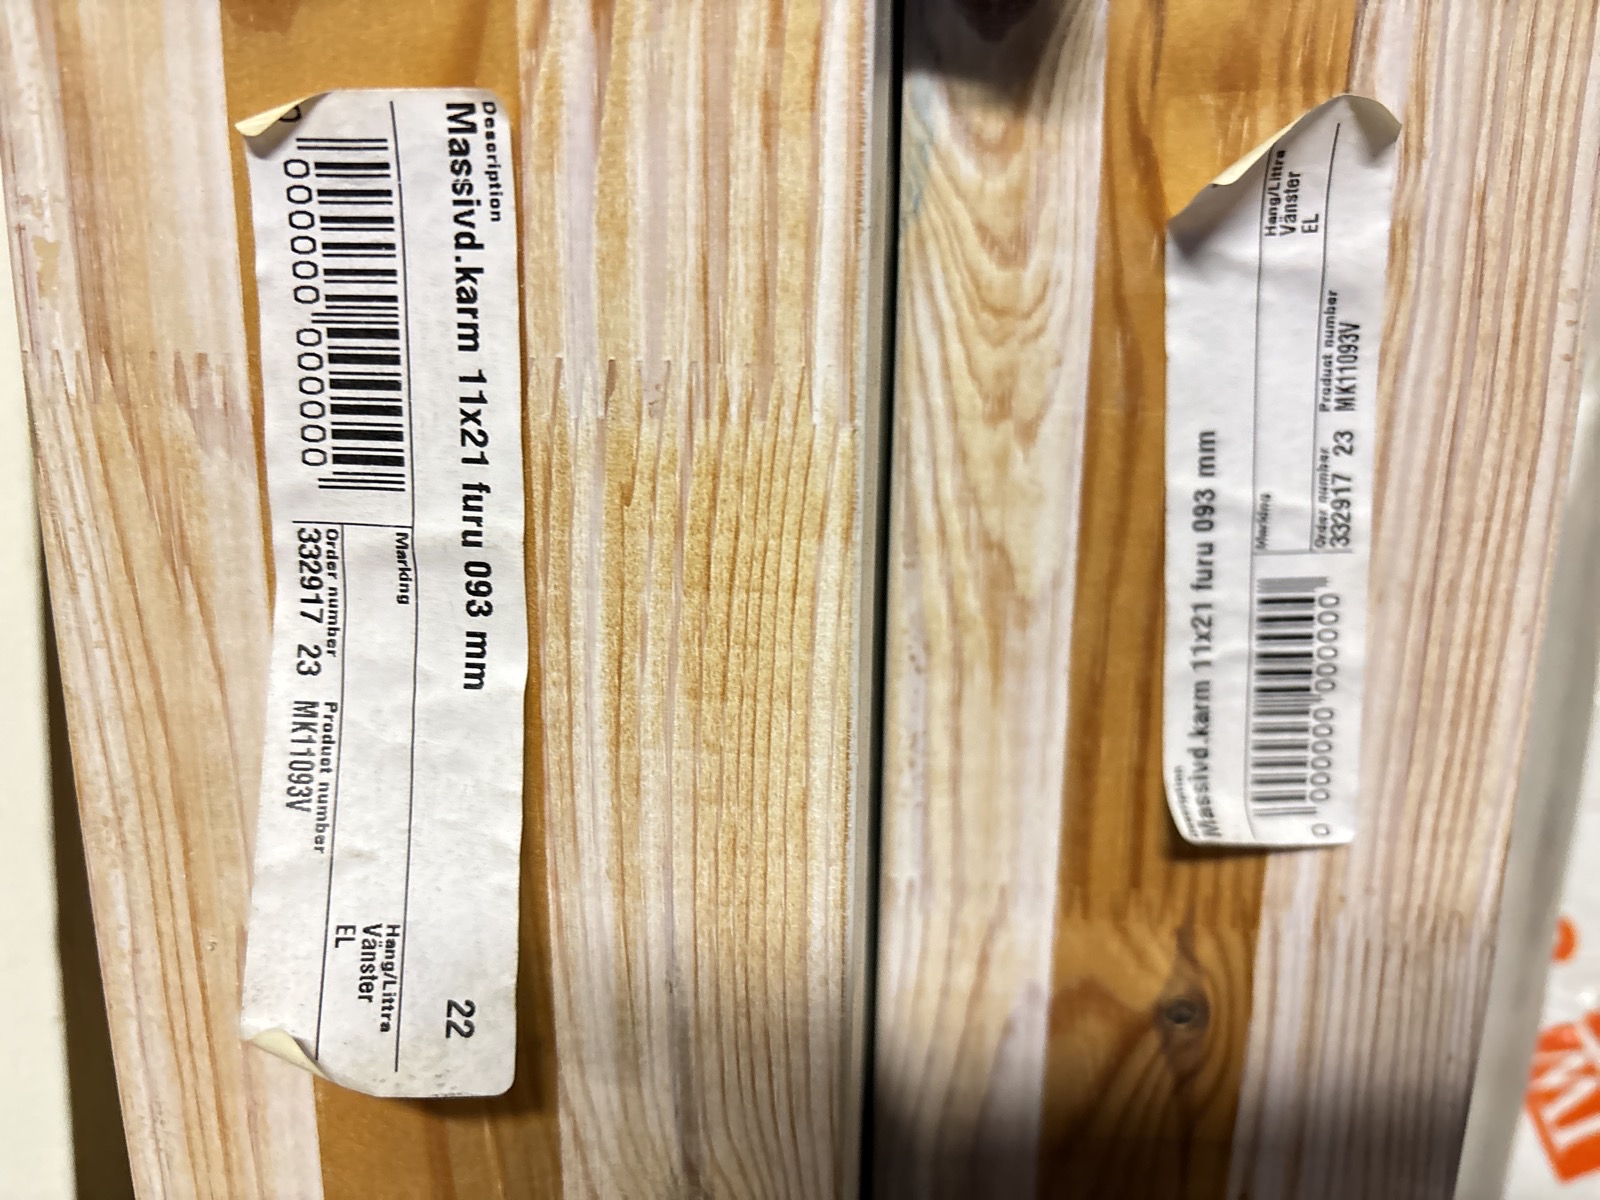 Description
Massivd.karm 11x21 furu 093 mm 22
Marking
Hang/Littra
Vänster
EL
Order number Product number
332917 23 MK11093V
0 000000 000000
Massivd.karm 11x21 furu 093 mm
Marking
Hang/Littra
Vänster
EL
Order number Product number
332917 23 MK11093V
0 000000 000000